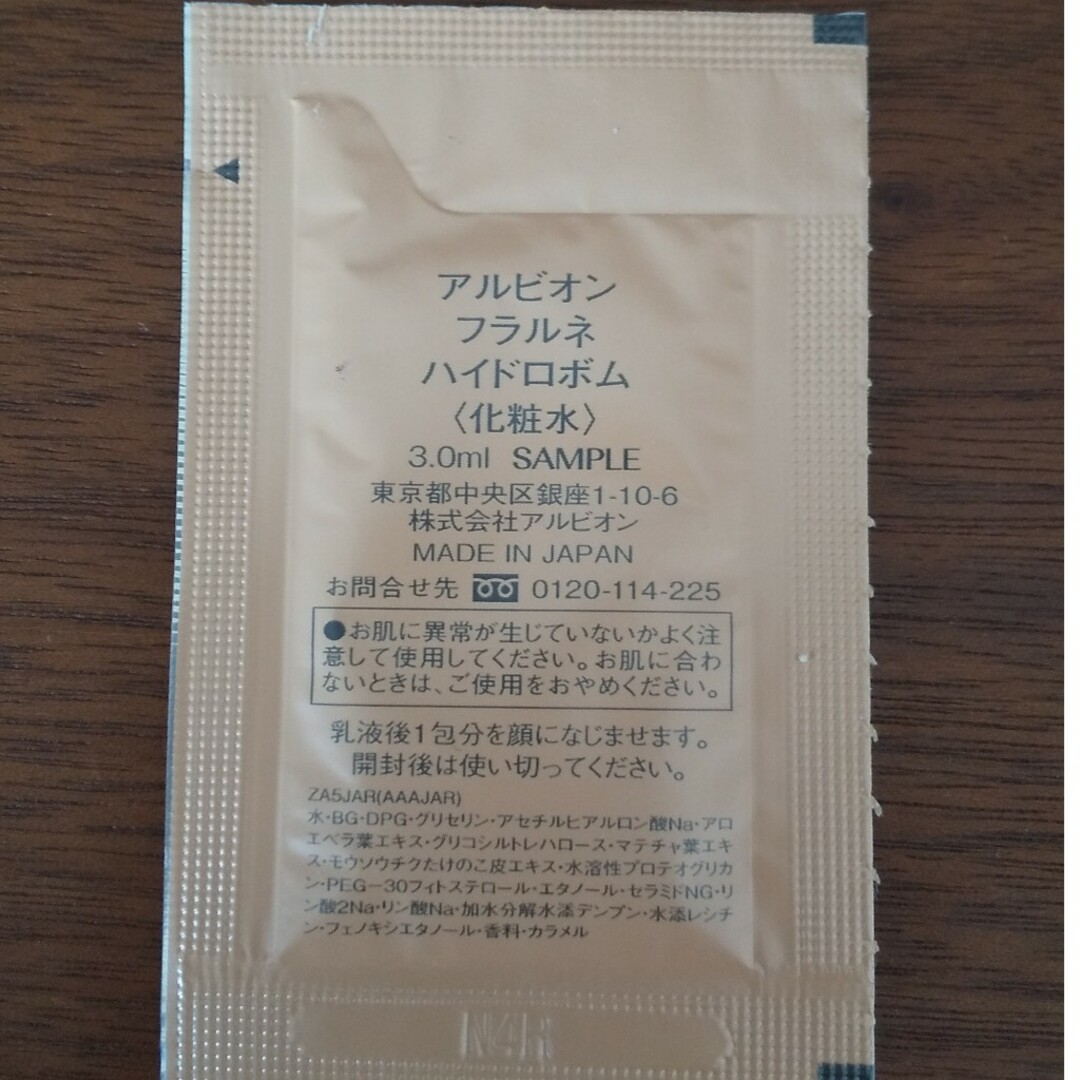 アルビオン
フラルネ
ハイドロボム
〈化粧水〉
3.0ml SAMPLE
東京都中央区銀座1-10-6
株式会社アルビオン
MADE IN JAPAN
お問合せ先 0120-114-225
●お肌に異常が生じていないかよく注
意して使用してください。お肌に合わ
ないときは、ご使用をおやめください。
乳液後1包分を顔になじませます。
開封後は使い切ってください。
ZA5JAR(AAAJAR)
水・BG・DPG・グリセリン・アセチルヒアルロン酸Na・アロ
エベラ葉エキス・グリコシルトレハロース・マテチャ葉エキ
ス・モウソウチクたけのこ皮エキス・水溶性プロテオグリカ
ン・PEG－30フィトステロール・エタノール・セラミドNG・リ
ン酸2Na・リン酸Na・加水分解水添デンプン・水添レシチ
ン・フェノキシエタノール・香料・カラメル